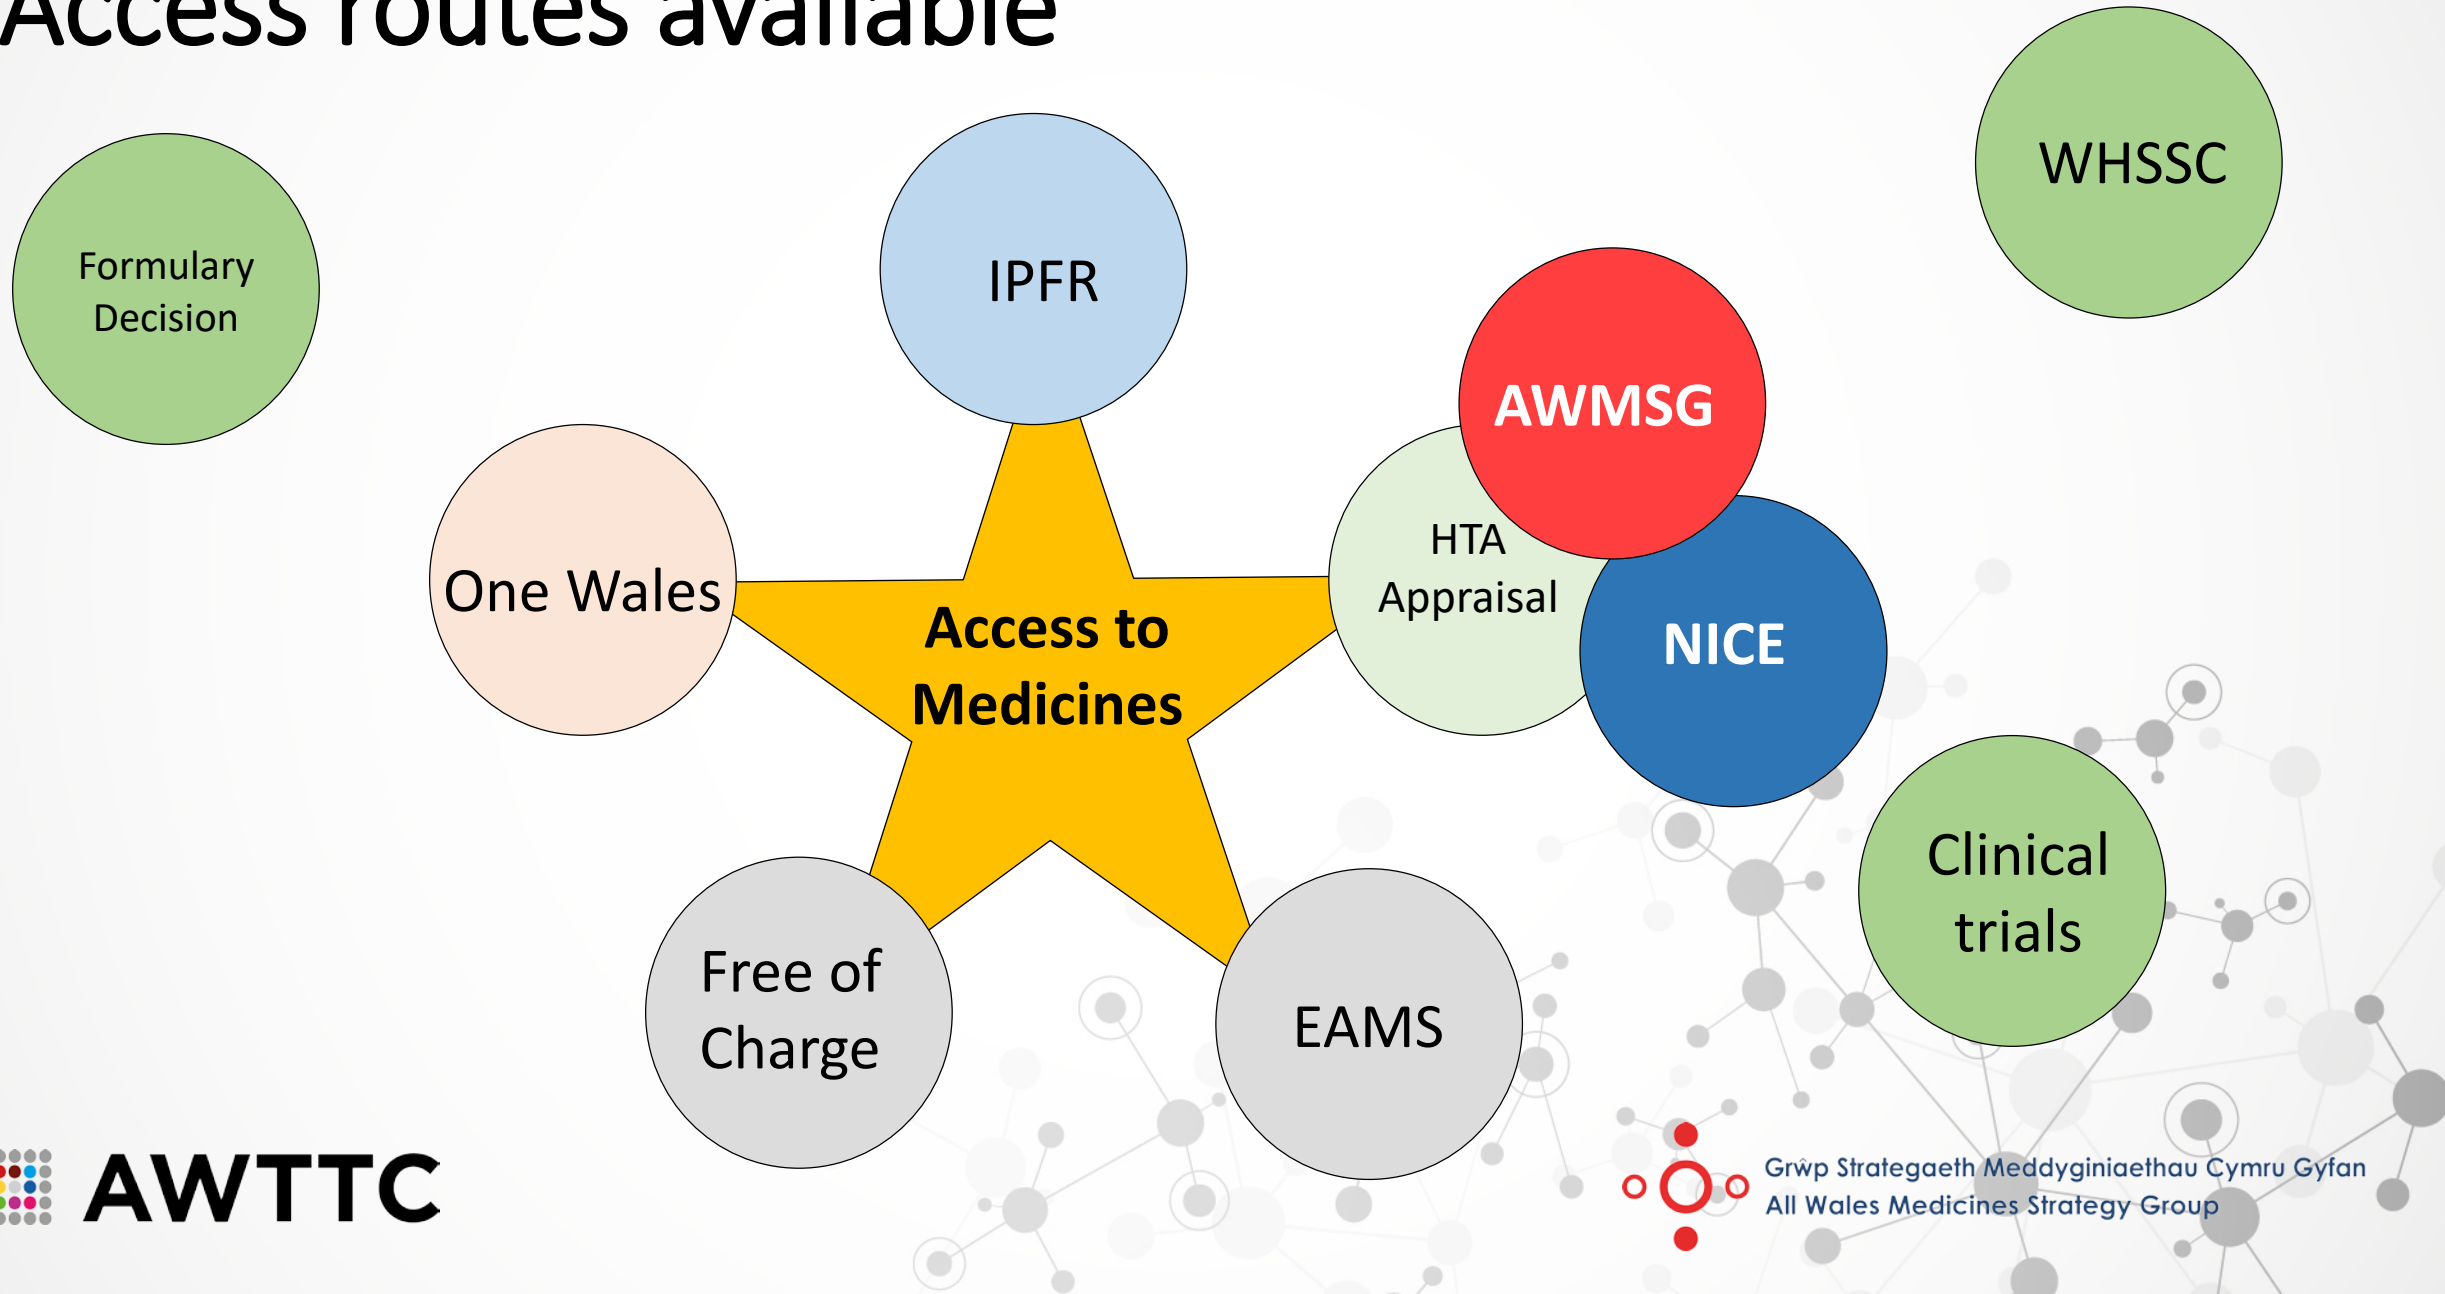 Access routes available
WHSSC
Formulary
Decision
IPFR
AWMSG
One Wales
HTA
Appraisal
NICE
Access to
Medicines
Clinical
trials
Free of
Charge
EAMS
AWTTC
Grŵp Strategaeth Meddyginiaethau Cymru Gyfan
All Wales Medicines Strategy Group